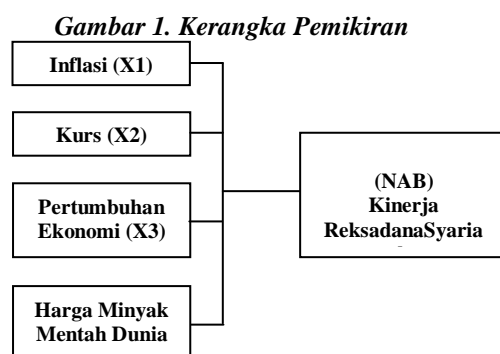 Gambar 1. Kerangka Pemikiran
Inflasi (X1)
Kurs (X2)
Pertumbuhan
Ekonomi (X3)
Harga Minyak
Mentah Dunia
(NAB)
Kinerja
ReksadanaSyaria